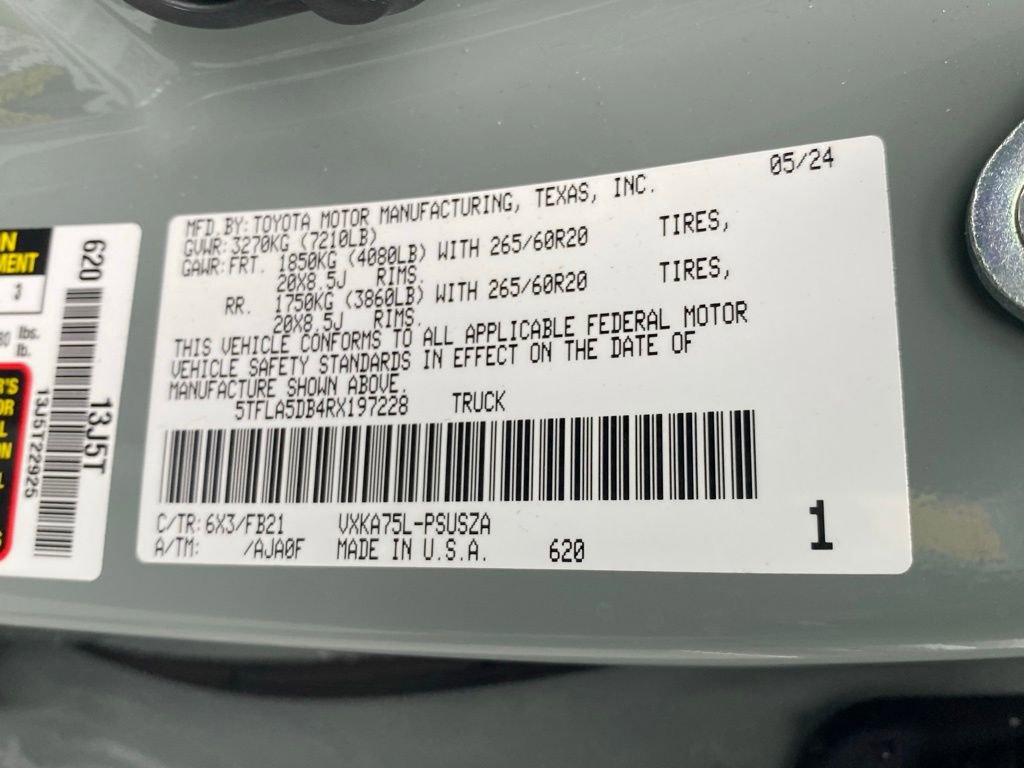 05/24
MFD.BY:TOYOTA MOTOR MANUFACTURING, TEXAS, INC.
GVWR:3270KG (7210LB)
GAWR:FRT. 1850KG (4080LB) WITH 265/60R20 TIRES,
20X8.5J RIMS.
RR. 1750KG (3860LB) WITH 265/60R20 TIRES,
20X8.5J RIMS.
THIS VEHICLE CONFORMS TO ALL APPLICABLE FEDERAL MOTOR
VEHICLE SAFETY STANDARDS IN EFFECT ON THE DATE OF
MANUFACTURE SHOWN ABOVE.
5TFLA5DB4RX197228 TRUCK
C/TR:6X3/FB21 VXKA75L-PSUSZA
A/TM: /AJA0F MADE IN U.S.A. 620
1
620
13J5T
13J5T22925
3
lbs.
lb.